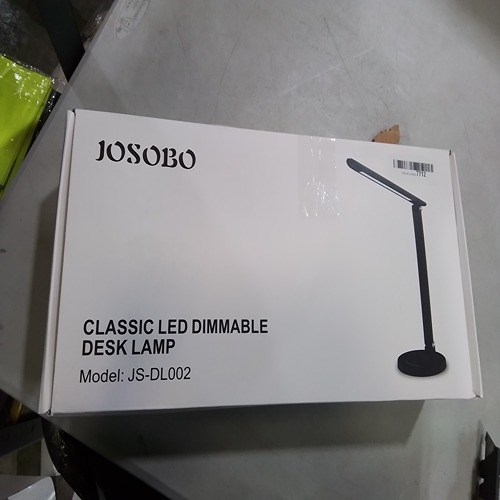 JOSOBO
CLASSIC LED DIMMABLE
DESK LAMP
Model: JS-DL002